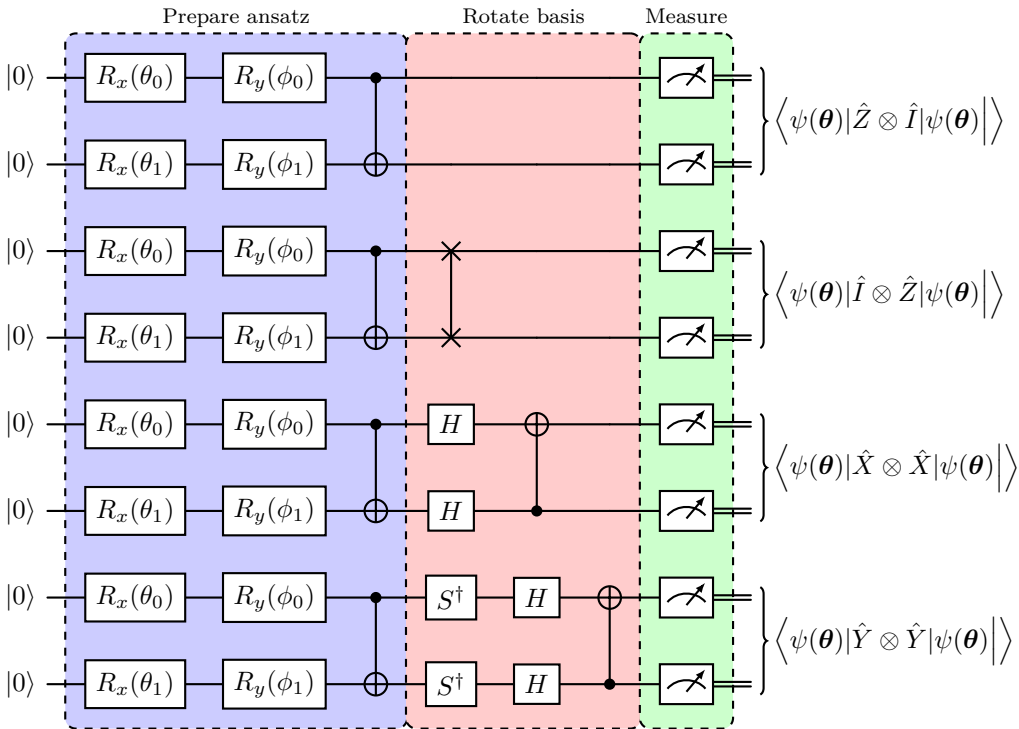 Prepare ansatz Rotate basis Measure
|0⟩ R_x(θ_0) R_y(ϕ_0)
⟨ψ(𝜽)|Ẑ ⊗ Î|ψ(𝜽)|⟩
|0⟩ R_x(θ_1) R_y(ϕ_1)
|0⟩ R_x(θ_0) R_y(ϕ_0)
⟨ψ(𝜽)|Î ⊗ Ẑ|ψ(𝜽)|⟩
|0⟩ R_x(θ_1) R_y(ϕ_1)
|0⟩ R_x(θ_0) R_y(ϕ_0) H
⟨ψ(𝜽)|X̂ ⊗ X̂|ψ(𝜽)|⟩
|0⟩ R_x(θ_1) R_y(ϕ_1) H
|0⟩ R_x(θ_0) R_y(ϕ_0) S† H
⟨ψ(𝜽)|Ŷ ⊗ Ŷ|ψ(𝜽)|⟩
|0⟩ R_x(θ_1) R_y(ϕ_1) S† H